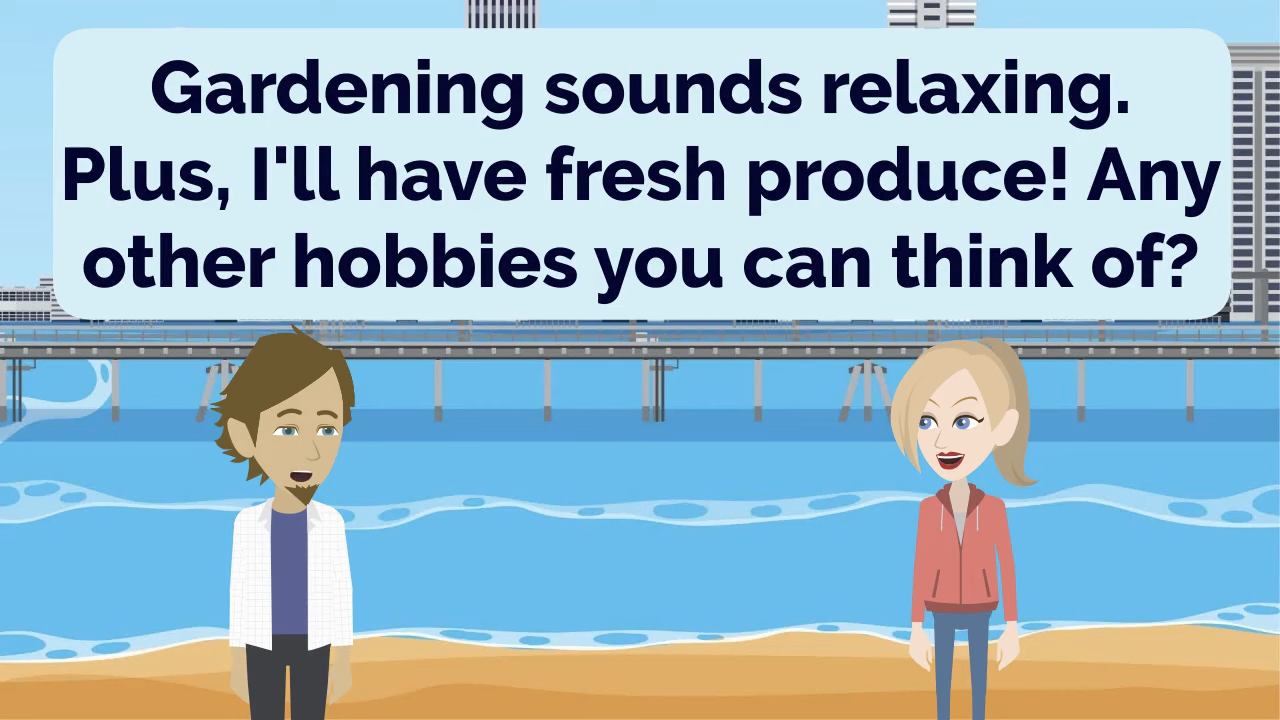 Gardening sounds relaxing.
Plus, I'll have fresh produce! Any
other hobbies you can think of?